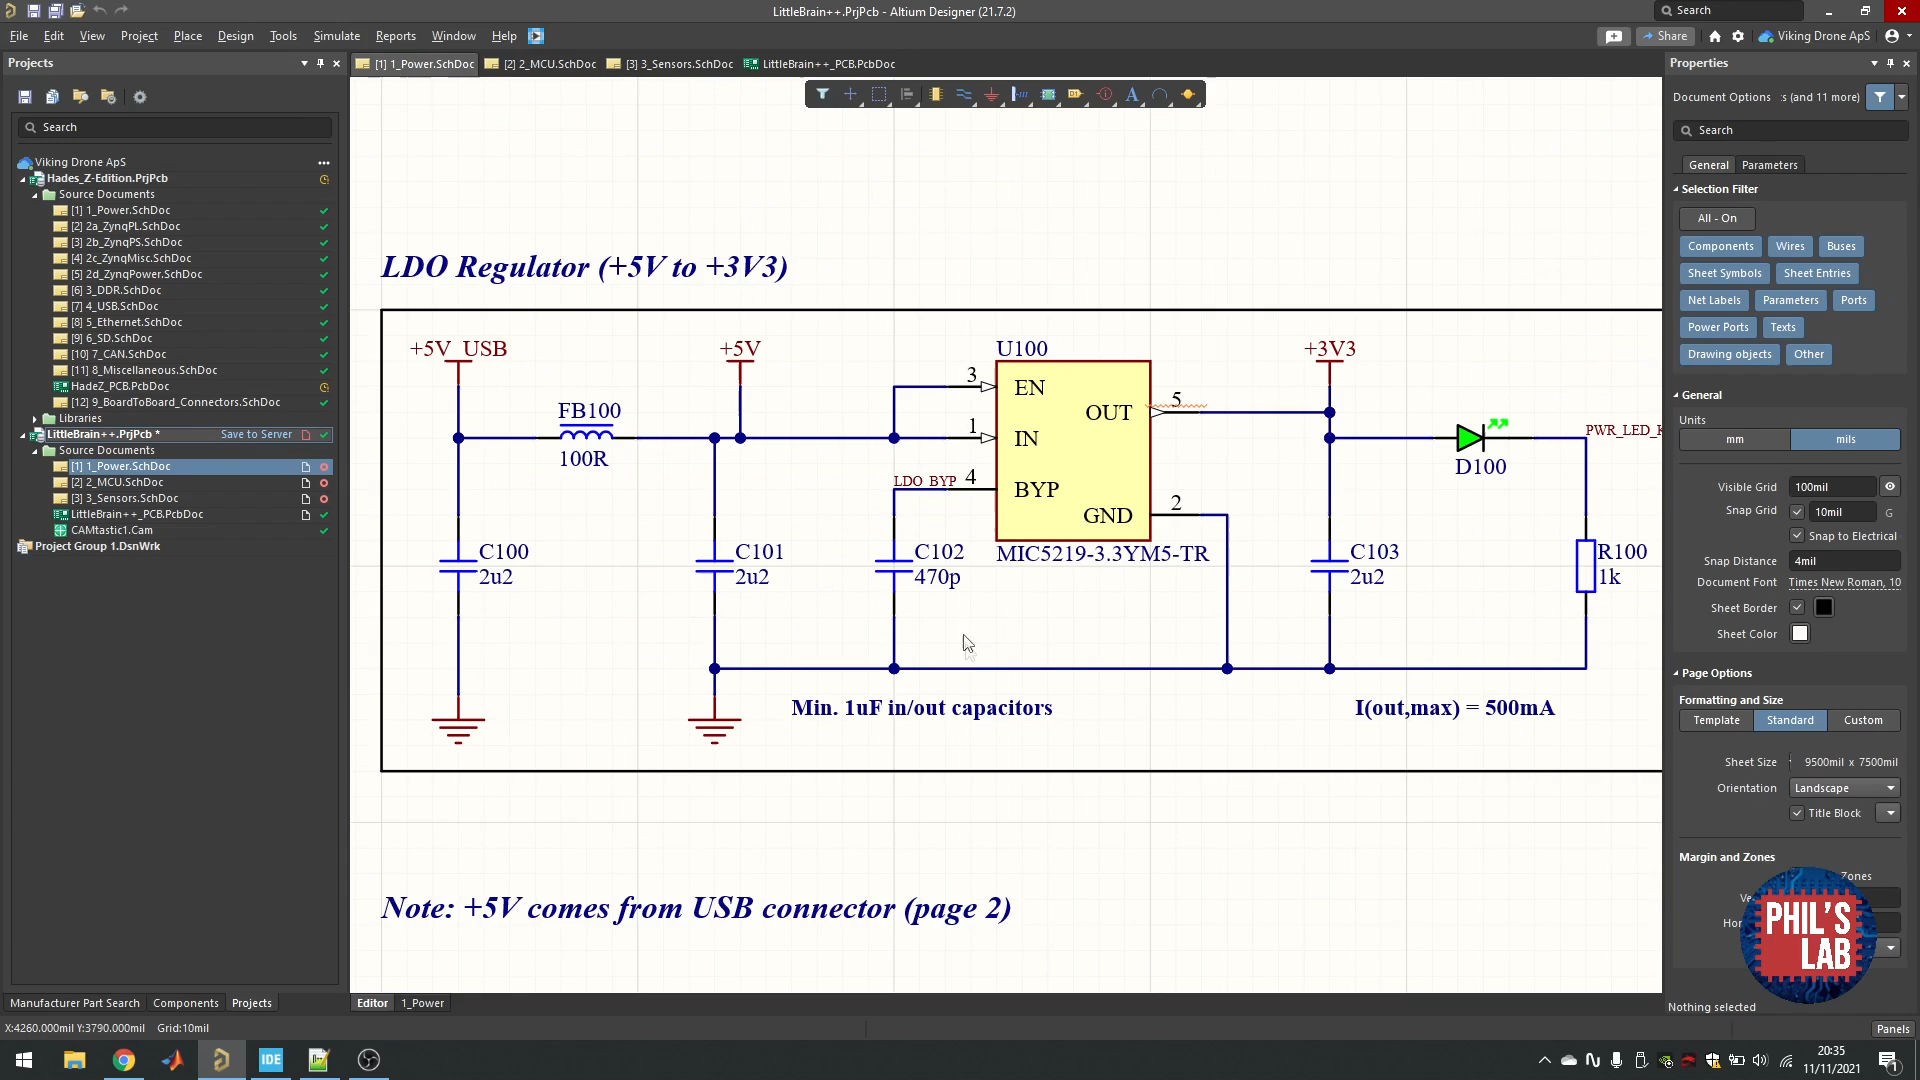 LittleBrain++.PrjPcb - Altium Designer (21.7.2)
Search
File Edit View Project Place Design Tools Simulate Reports Window Help
Share
Viking Drone ApS
Projects
[1] 1_Power.SchDoc
[2] 2_MCU.SchDoc
[3] 3_Sensors.SchDoc
LittleBrain++_PCB.PcbDoc
Properties
Search
Viking Drone ApS
Hades_Z-Edition.PrjPcb
Source Documents
[1] 1_Power.SchDoc
[2] 2a_ZynqPL.SchDoc
[3] 2b_ZynqPS.SchDoc
[4] 2c_ZynqMisc.SchDoc
[5] 2d_ZynqPower.SchDoc
[6] 3_DDR.SchDoc
[7] 4_USB.SchDoc
[8] 5_Ethernet.SchDoc
[9] 6_SD.SchDoc
[10] 7_CAN.SchDoc
[11] 8_Miscellaneous.SchDoc
HadeZ_PCB.PcbDoc
[12] 9_BoardToBoard_Connectors.SchDoc
Libraries
LittleBrain++.PrjPcb * Save to Server
Source Documents
[1] 1_Power.SchDoc
[2] 2_MCU.SchDoc
[3] 3_Sensors.SchDoc
LittleBrain++_PCB.PcbDoc
CAMtastic1.Cam
Project Group 1.DsnWrk
Manufacturer Part Search Components Projects
LDO Regulator (+5V to +3V3)
+5V_USB
+5V
U100
+3V3
3
EN
5
OUT
FB100
100R
1
IN
LDO_BYP
4
BYP
2
GND
MIC5219-3.3YM5-TR
D100
PWR_LED_K
C100
2u2
C101
2u2
C102
470p
C103
2u2
R100
1k
Min. 1uF in/out capacitors
I(out,max) = 500mA
Note: +5V comes from USB connector (page 2)
Editor 1_Power
Document Options
(and 11 more)
Search
General Parameters
Selection Filter
All - On
Components Wires Buses
Sheet Symbols Sheet Entries
Net Labels Parameters Ports
Power Ports Texts
Drawing objects Other
General
Units
mm mils
Visible Grid 100mil
Snap Grid 10mil G
Snap to Electrical
Snap Distance 4mil
Document Font Times New Roman, 10
Sheet Border
Sheet Color
Page Options
Formatting and Size
Template Standard Custom
Sheet Size 9500mil x 7500mil
Orientation Landscape
Title Block
Margin and Zones
Zones
PHIL'S
LAB
Nothing selected
X:4260.000mil Y:3790.000mil Grid:10mil
Panels
IDE
20:35
11/11/2021
1